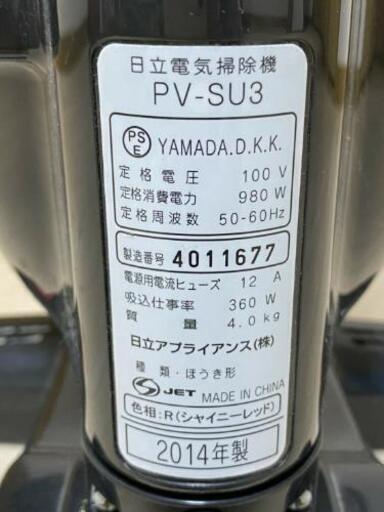 日立電気掃除機
PV-SU3
PSE YAMADA.D.K.K.
定格電圧 100 V
定格消費電力 980 W
定格周波数 50-60Hz
製造番号 4011677
電源用電流ヒューズ 12 A
吸込仕事率 360 W
質量 4.0kg
日立アプライアンス(株)
種類・ほうき形
S JET MADE IN CHINA
色相:R(シャイニーレッド)
2014年製